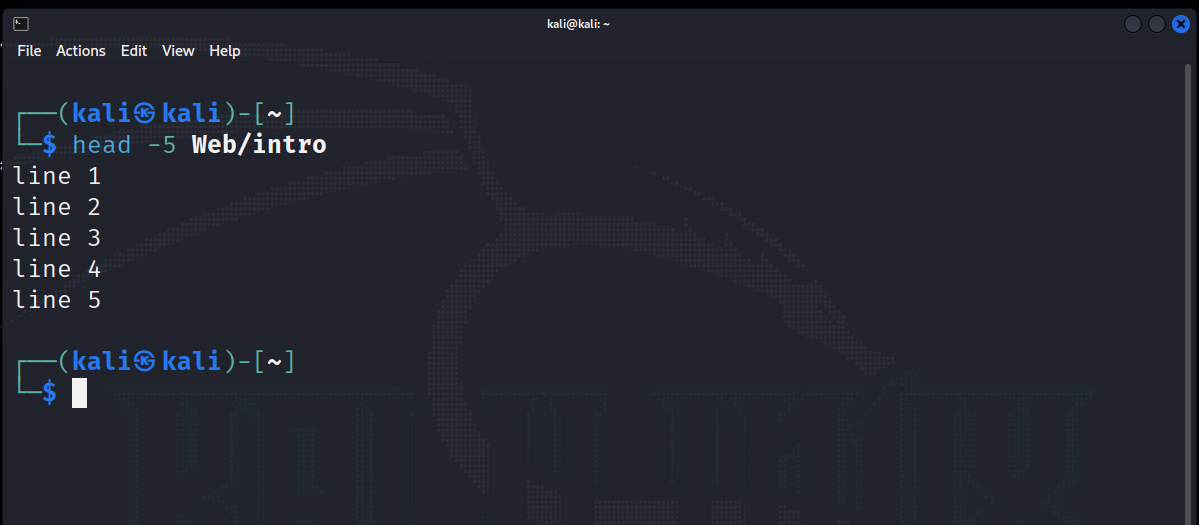 kali@kali: ~
File Actions Edit View Help
┌──(kali㉿kali)-[~]
└─$ head -5 Web/intro
line 1
line 2
line 3
line 4
line 5
┌──(kali㉿kali)-[~]
└─$